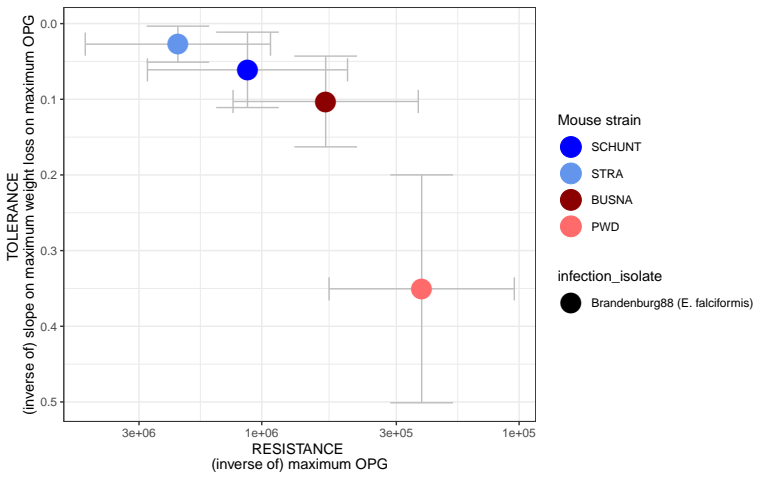 TOLERANCE
(inverse of) slope on maximum weight loss on maximum OPG
0.0
0.1
0.2
0.3
0.4
0.5
3e+06
1e+06
3e+05
1e+05
RESISTANCE
(inverse of) maximum OPG
Mouse strain
SCHUNT
STRA
BUSNA
PWD
infection_isolate
Brandenburg88 (E. falciformis)